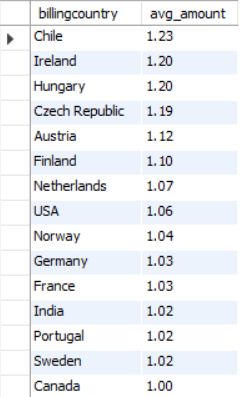 billingcountry avg_amount
Chile 1.23
Ireland 1.20
Hungary 1.20
Czech Republic 1.19
Austria 1.12
Finland 1.10
Netherlands 1.07
USA 1.06
Norway 1.04
Germany 1.03
France 1.03
India 1.02
Portugal 1.02
Sweden 1.02
Canada 1.00